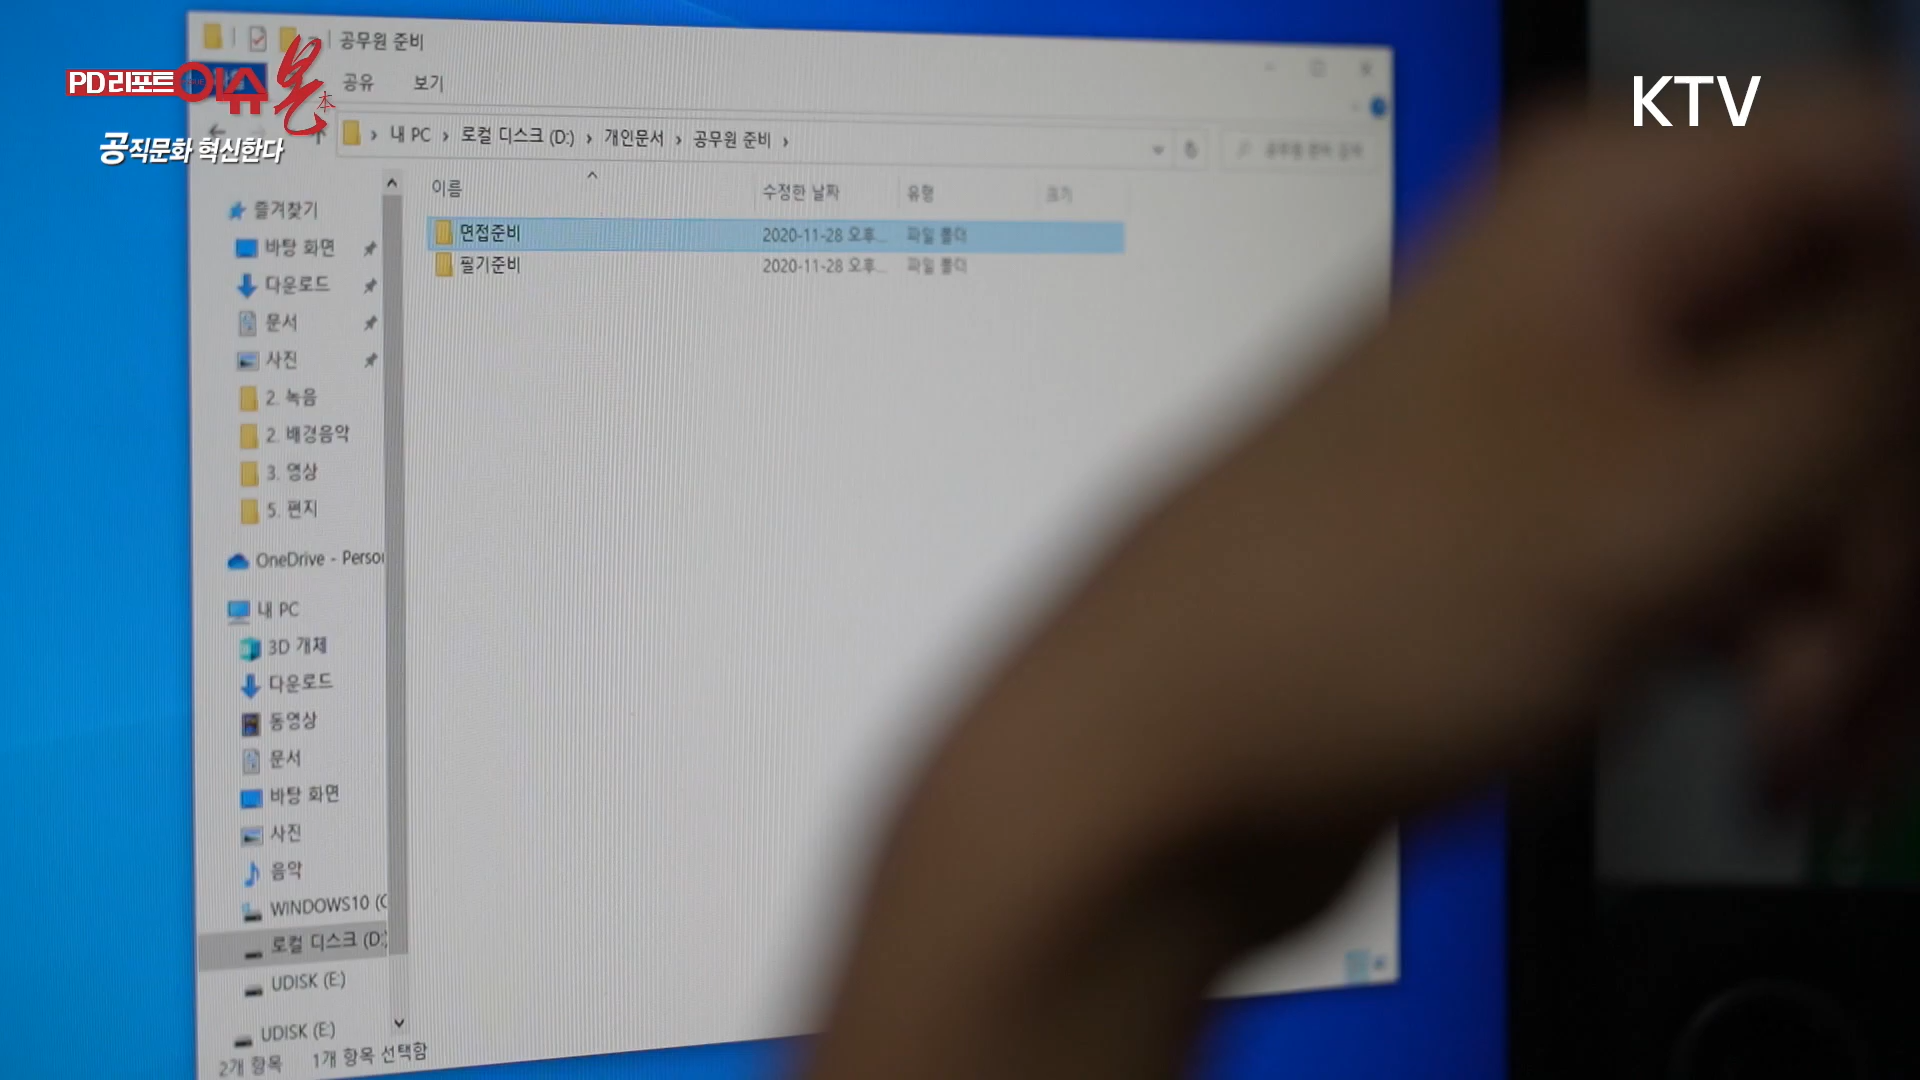 공무원 준비
PD리포트 이슈 본 本
공직문화 혁신한다
KTV
공유 보기
내 PC › 로컬 디스크 (D:) › 개인문서 › 공무원 준비 ›
이름 수정한 날짜 유형 크기
면접준비 2020-11-28 오후... 파일 폴더
필기준비 2020-11-28 오후... 파일 폴더
즐겨찾기
바탕 화면
다운로드
문서
사진
2. 녹음
2. 배경음악
3. 영상
5. 편지
OneDrive - Person
내 PC
3D 개체
다운로드
동영상
문서
바탕 화면
사진
음악
WINDOWS10 (C
로컬 디스크 (D:)
UDISK (E:)
UDISK (E:)
2개 항목 1개 항목 선택함